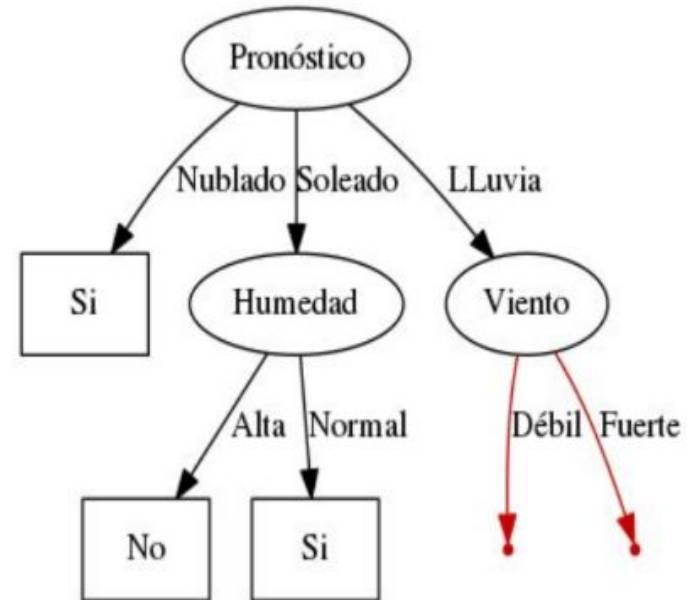 Pronóstico
Nublado Soleado LLuvia
Si Humedad Viento
Alta Normal Débil Fuerte
No Si